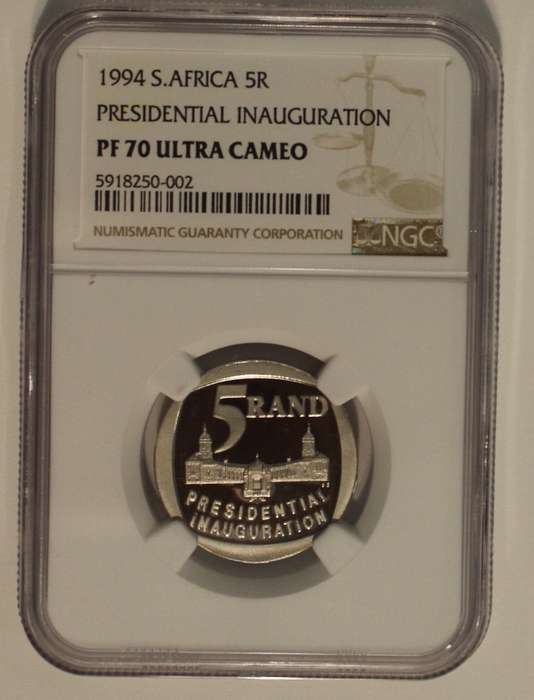 1994 S.AFRICA 5R
PRESIDENTIAL INAUGURATION
PF 70 ULTRA CAMEO
5918250-002
NUMISMATIC GUARANTY CORPORATION
NGC
5 RAND
PRESIDENTIAL
INAUGURATION